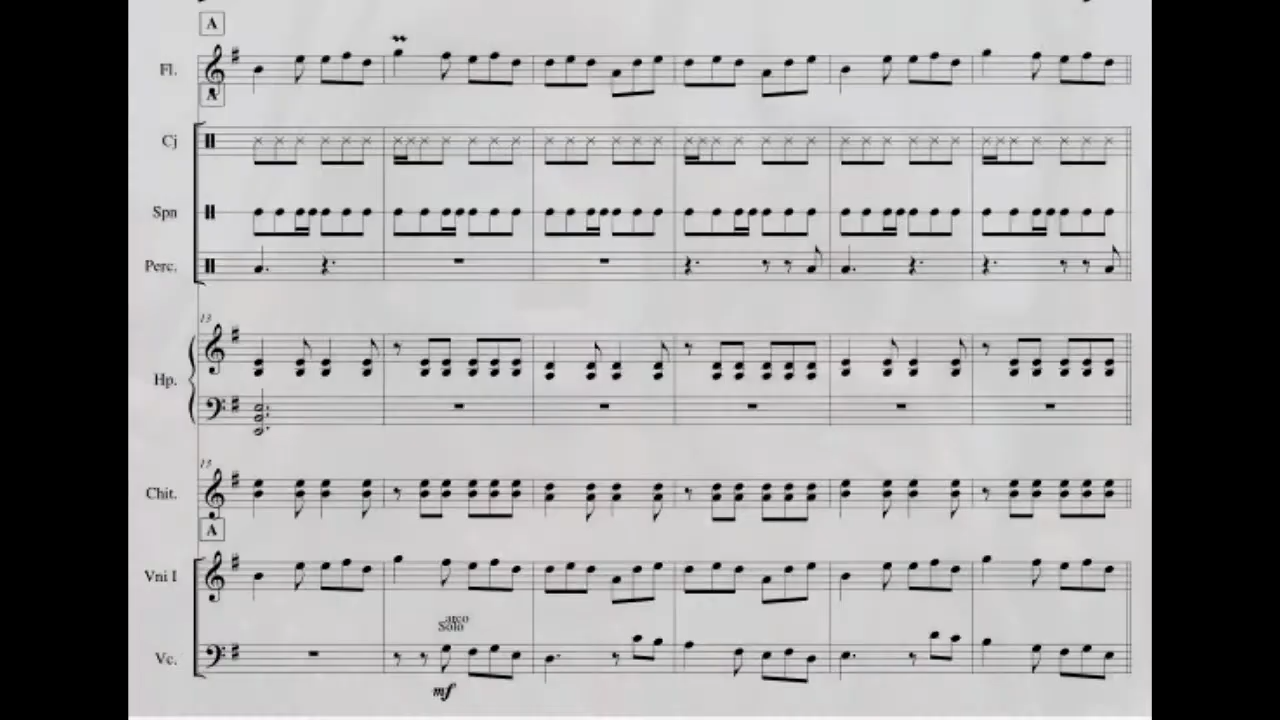 A
Fl.
A
Cj
Spn
Perc.
13
Hp.
13
Chit.
A
Vni I
arco
Solo
Vc.
mf